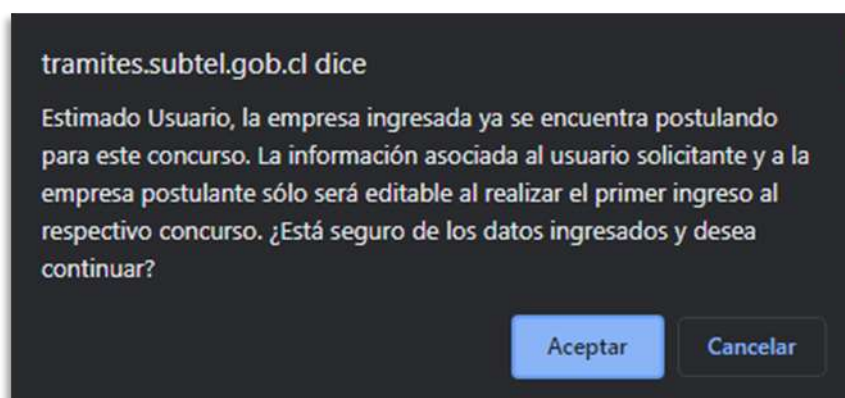 tramites.subtel.gob.cl dice
Estimado Usuario, la empresa ingresada ya se encuentra postulando
para este concurso. La información asociada al usuario solicitante y a la
empresa postulante sólo será editable al realizar el primer ingreso al
respectivo concurso. ¿Está seguro de los datos ingresados y desea
continuar?
Aceptar
Cancelar